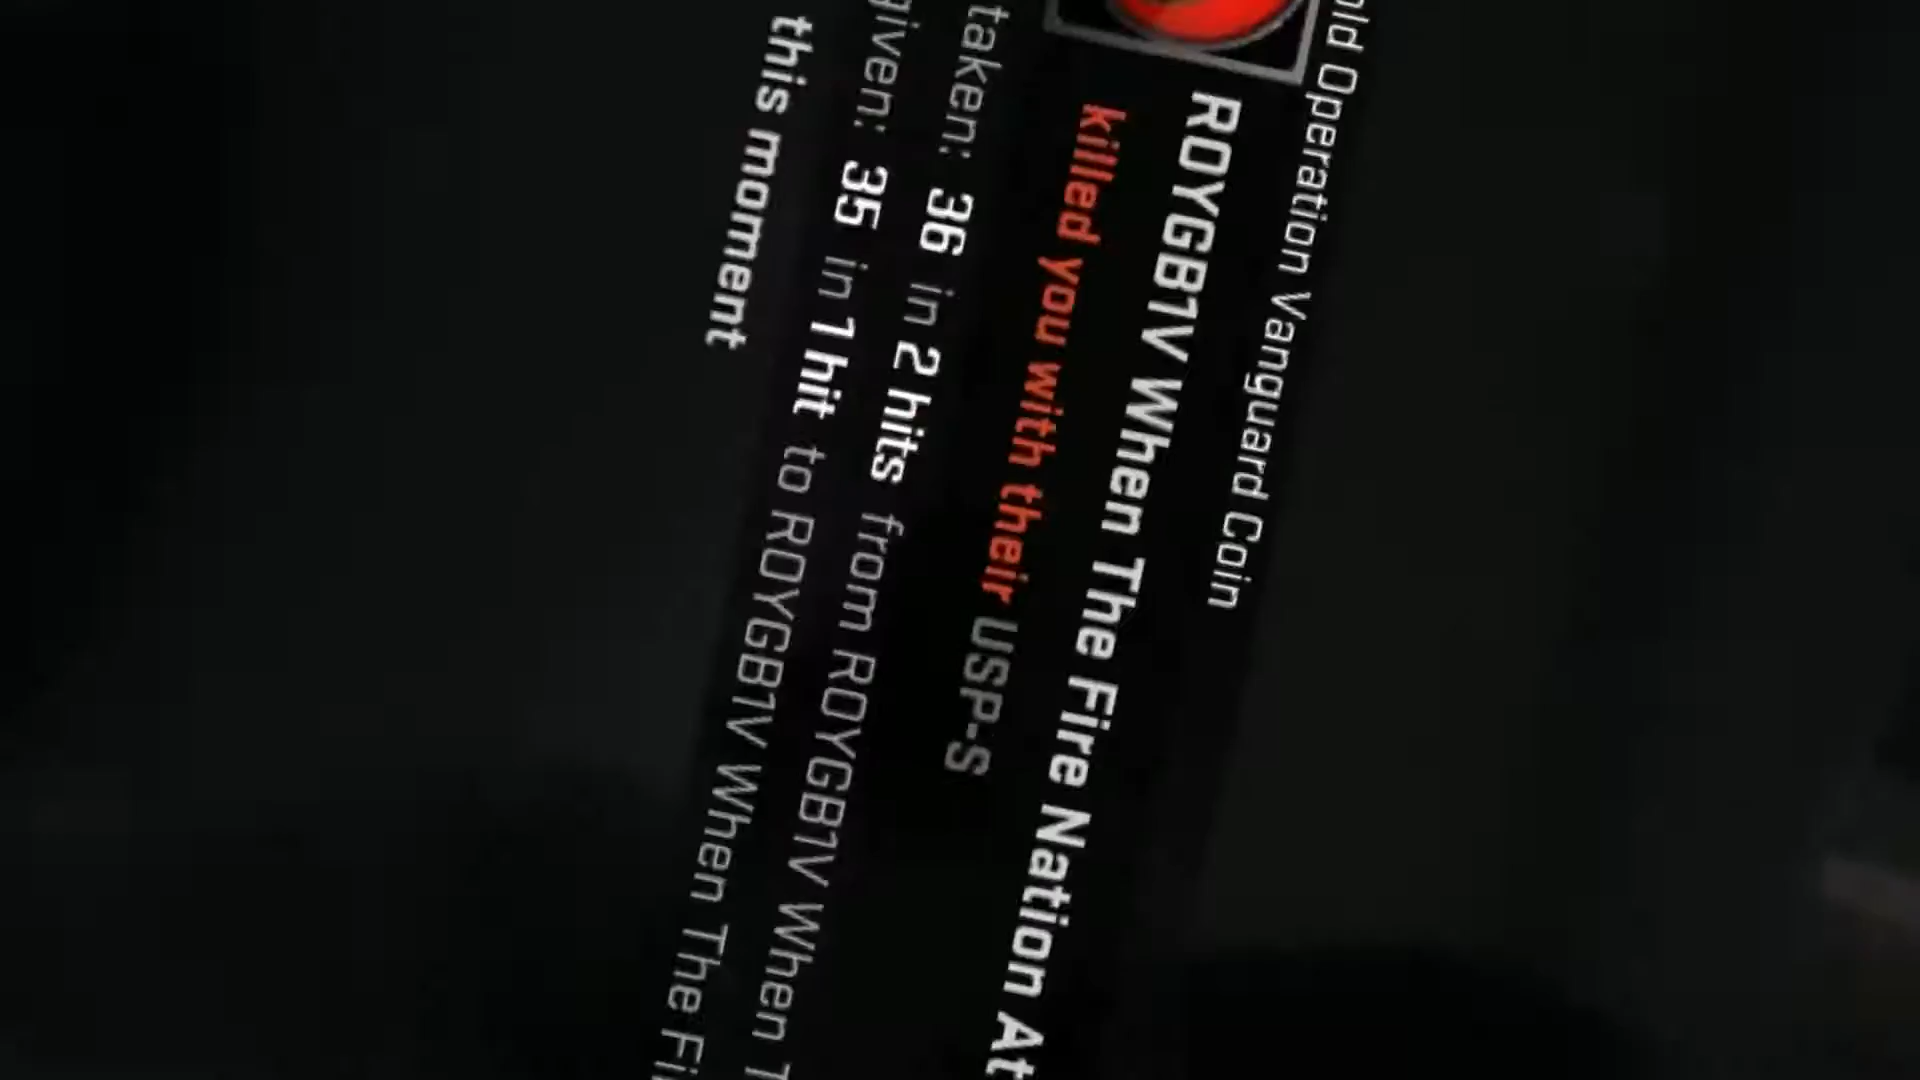 old Operation Vanguard Coin
ROYGB1V When The Fire Nation At
killed you with their USP-S
taken: 36 in 2 hits from ROYGB1V When T
given: 35 in 1 hit to ROYGB1V When The Fi
this moment